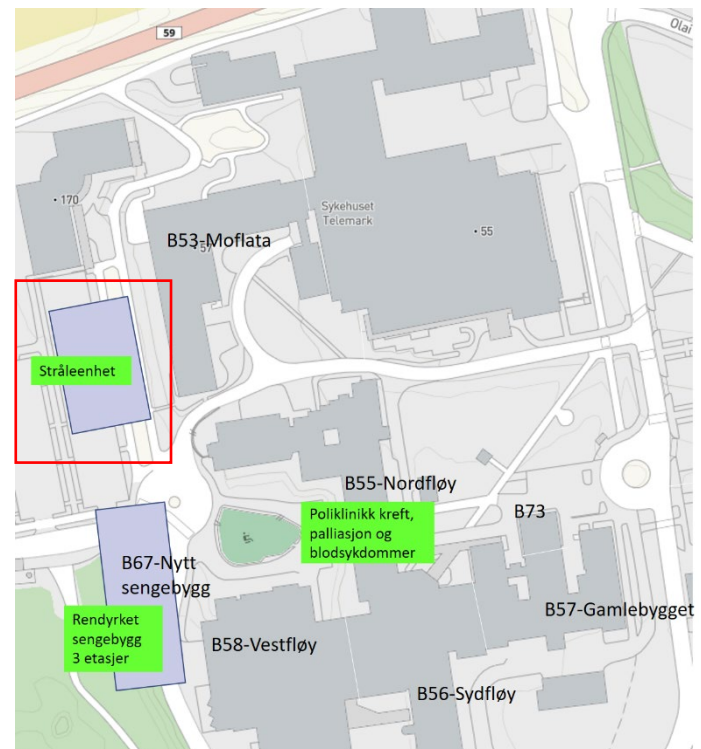 59
Olai
170
Sykehuset
Telemark
55
B53-Moflata
57
Stråleenhet
B55-Nordfløy
Poliklinikk kreft,
palliasjon og
blodsykdommer
B73
B67-Nytt
sengebygg
B57-Gamlebygget
Rendyrket
sengebygg
3 etasjer
B58-Vestfløy
B56-Sydfløy